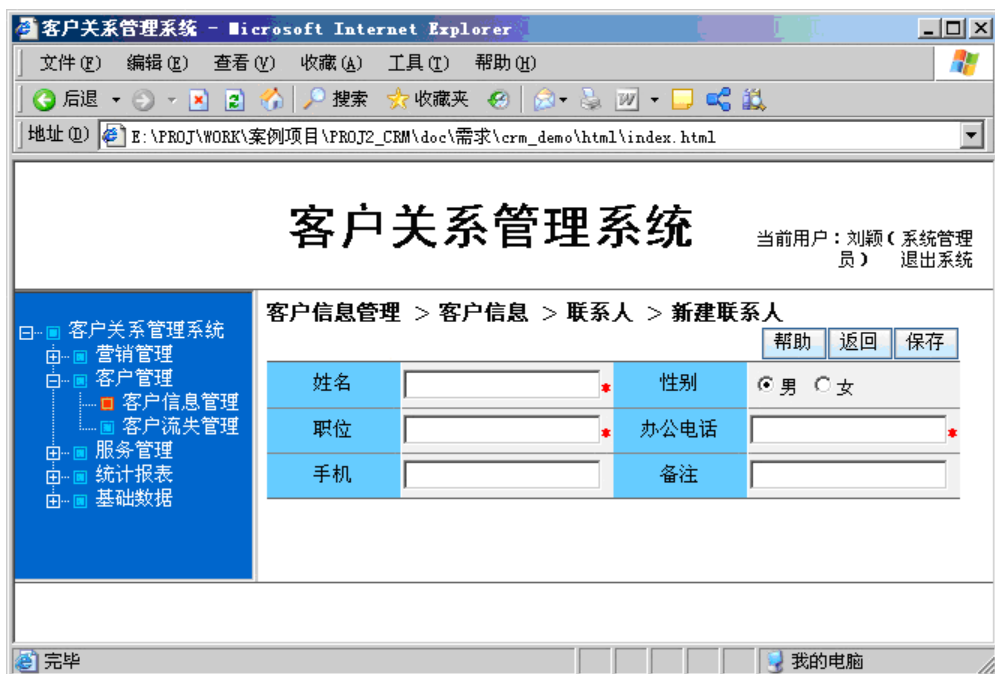 客户关系管理系统 - Microsoft Internet Explorer
文件(F) 编辑(E) 查看(V) 收藏(A) 工具(T) 帮助(H)
后退 搜索 收藏夹
地址(D) E:\PROJ\WORK\案例项目\PROJ2_CRM\doc\需求\crm_demo\html\index.html
客户关系管理系统
当前用户：刘颖(系统管理
员) 退出系统
客户信息管理 > 客户信息 > 联系人 > 新建联系人
帮助 返回 保存
客户关系管理系统
营销管理
客户管理
客户信息管理
客户流失管理
服务管理
统计报表
基础数据
姓名 * 性别 男 女
职位 * 办公电话 *
手机 备注
完毕 我的电脑